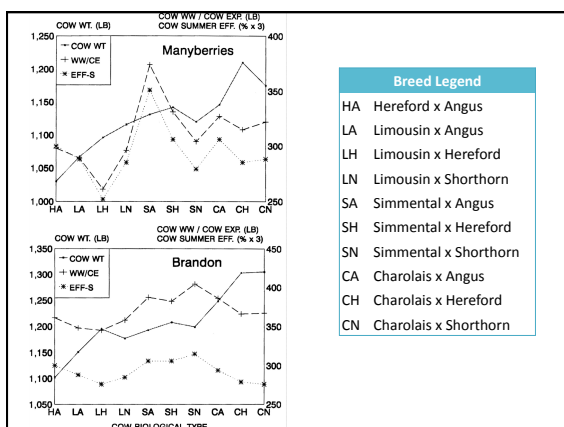 COW WT. (LB)
COW WW / COW EXP. (LB)
COW SUMMER EFF. (% x 3)
Manyberries
COW WT
WW/CE
EFF-S
1,250
1,200
1,150
1,100
1,050
1,000
400
350
300
250
200
HA LA LH LN SA SH SN CA CH CN
COW WW / COW EXP. (LB)
COW WT. (LB)
COW SUMMER EFF. (% x 3)
Brandon
COW WT
WW/CE
EFF-S
1,350
1,300
1,250
1,200
1,150
1,100
1,050
450
400
350
300
250
HA LA LH LN SA SH SN CA CH CN
COW BIOLOGICAL TYPE
Breed Legend
HA Hereford x Angus
LA Limousin x Angus
LH Limousin x Hereford
LN Limousin x Shorthorn
SA Simmental x Angus
SH Simmental x Hereford
SN Simmental x Shorthorn
CA Charolais x Angus
CH Charolais x Hereford
CN Charolais x Shorthorn